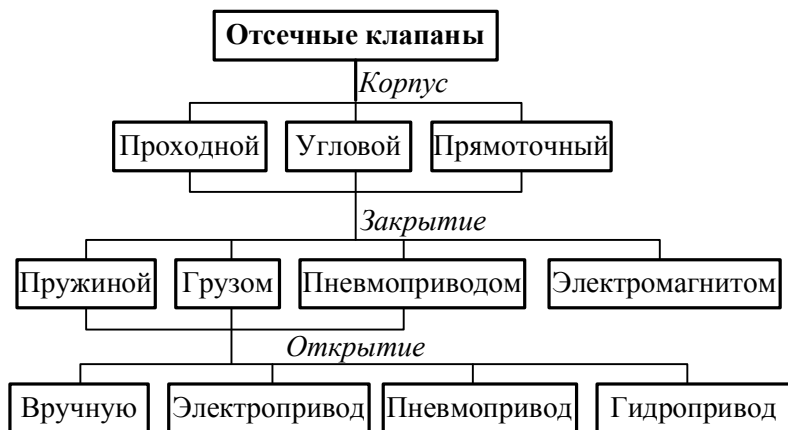 Отсечные клапаны
Корпус
Проходной Угловой Прямоточный
Закрытие
Пружиной Грузом Пневмоприводом Электромагнитом
Открытие
Вручную Электропривод Пневмопривод Гидропривод